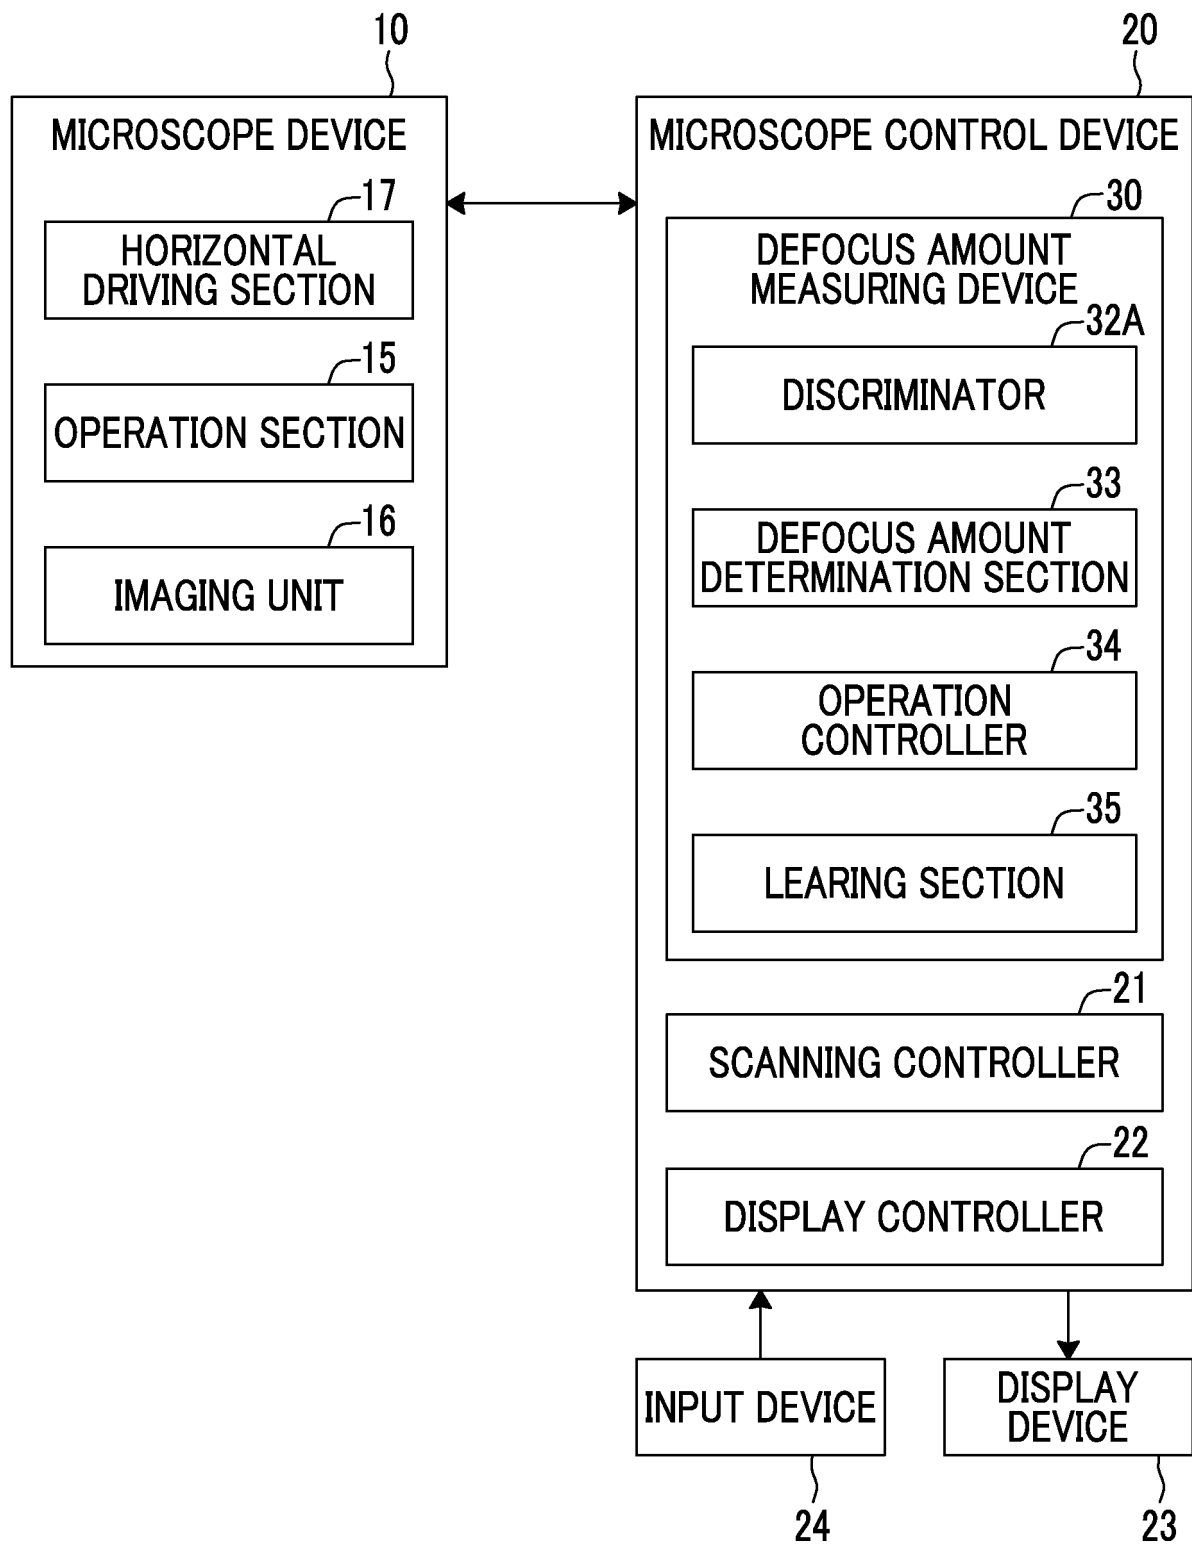 10
MICROSCOPE DEVICE
17
HORIZONTAL
DRIVING SECTION
15
OPERATION SECTION
16
IMAGING UNIT
20
MICROSCOPE CONTROL DEVICE
30
DEFOCUS AMOUNT
MEASURING DEVICE
32A
DISCRIMINATOR
33
DEFOCUS AMOUNT
DETERMINATION SECTION
34
OPERATION
CONTROLLER
35
LEARING SECTION
21
SCANNING CONTROLLER
22
DISPLAY CONTROLLER
INPUT DEVICE
24
DISPLAY
DEVICE
23